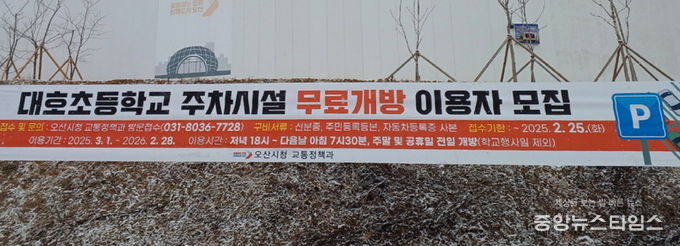 대호초등학교 주차시설 무료개방 이용자 모집
접수 및 문의 : 오산시청 교통정책과 방문접수(031-8036-7728) 구비서류 : 신분증, 주민등록등본, 자동차등록증 사본 접수기한 : ~ 2025. 2. 25.(화)
이용기간 : 2025. 3. 1. ~ 2026. 2. 28. 이용시간 : 저녁 18시 ~ 다음날 아침 7시30분, 주말 및 공휴일 전일 개방(학교행사일 제외)
오산시청 교통정책과
P
세상을 보는 밝은 뉴스
중앙뉴스타임스